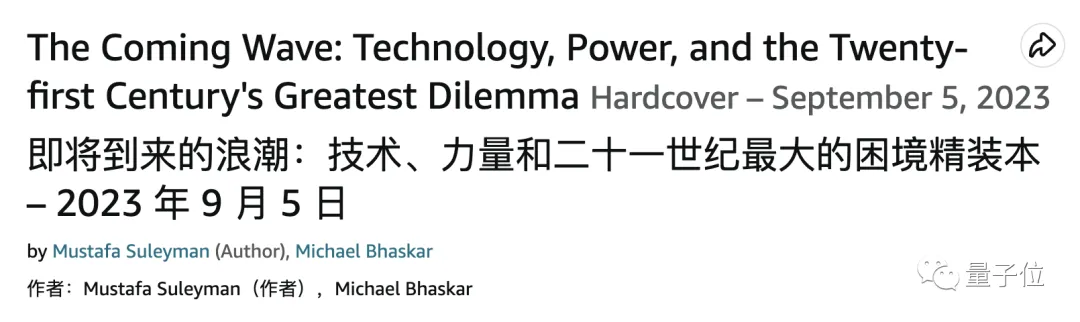 The Coming Wave: Technology, Power, and the Twenty-
first Century's Greatest Dilemma Hardcover – September 5, 2023
即将到来的浪潮：技术、力量和二十一世纪最大的困境精装本
– 2023 年 9 月 5 日
by Mustafa Suleyman (Author), Michael Bhaskar
作者：Mustafa Suleyman（作者），Michael Bhaskar
量子位